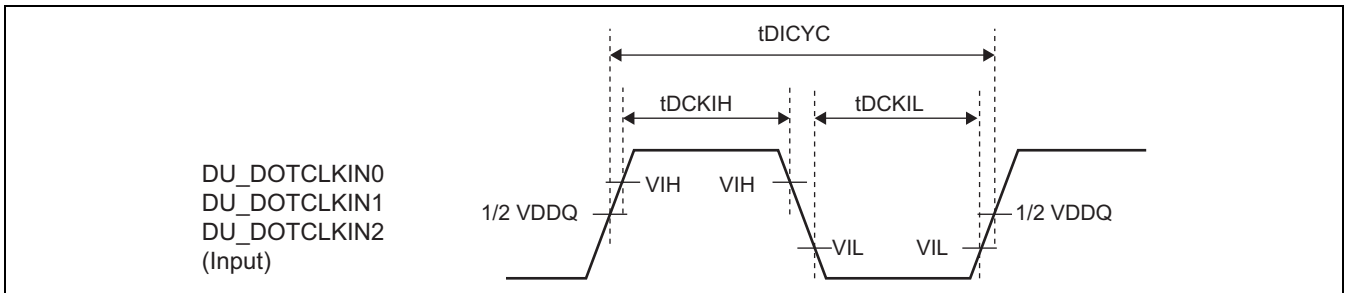 tDICYC
tDCKIH
tDCKIL
DU_DOTCLKIN0
DU_DOTCLKIN1
DU_DOTCLKIN2
(Input)
VIH
VIH
1/2 VDDQ
1/2 VDDQ
VIL
VIL